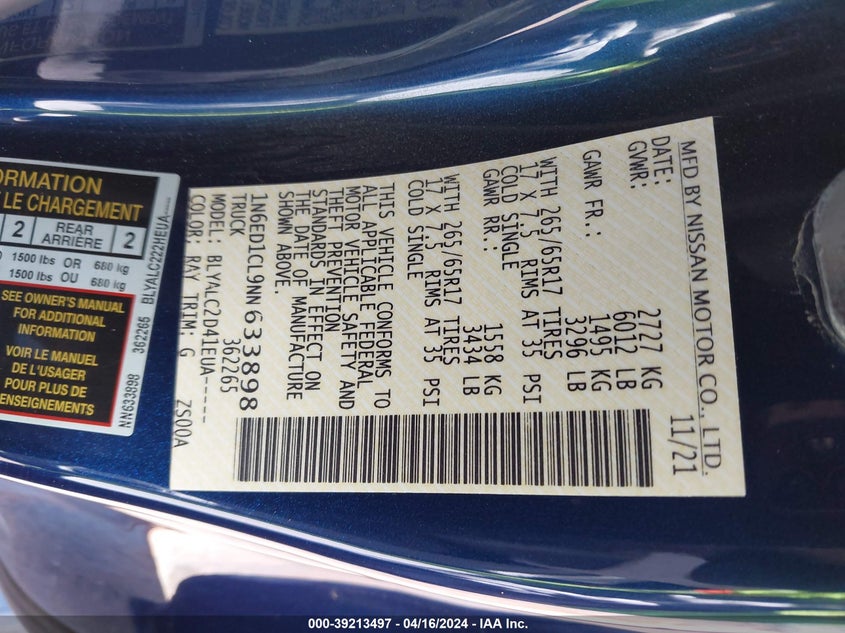 MFD BY NISSAN MOTOR CO., LTD.
DATE: 11/21
GVWR: 2727 KG
6012 LB
GAWR FR.: 1495 KG
3296 LB
WITH 265/65R17 TIRES
17 X 7.5 RIMS AT 35 PSI
COLD SINGLE
GAWR RR.: 1558 KG
3434 LB
WITH 265/65R17 TIRES
17 X 7.5 RIMS AT 35 PSI
COLD SINGLE
THIS VEHICLE CONFORMS TO
ALL APPLICABLE FEDERAL
MOTOR VEHICLE SAFETY AND
THEFT PREVENTION
STANDARDS IN EFFECT ON
THE DATE OF MANUFACTURE
SHOWN ABOVE.
1N6ED1CL9NN633898
TRUCK 362265
MODEL: BLYALC2D41EUA-----
COLOR: RAY TRIM: G ZS00A
ORMATION
LE CHARGEMENT
2 REAR ARRIÈRE 2
1500 lbs OR 680 kg
1500 lbs OU 680 kg
SEE OWNER'S MANUAL
FOR ADDITIONAL
INFORMATION
VOIR LE MANUEL
DE L'USAGER
POUR PLUS DE
RENSEIGNEMENTS
362265 BLYALC222HEUA-----
NN633898
000-39213497 - 04/16/2024 - IAA Inc.